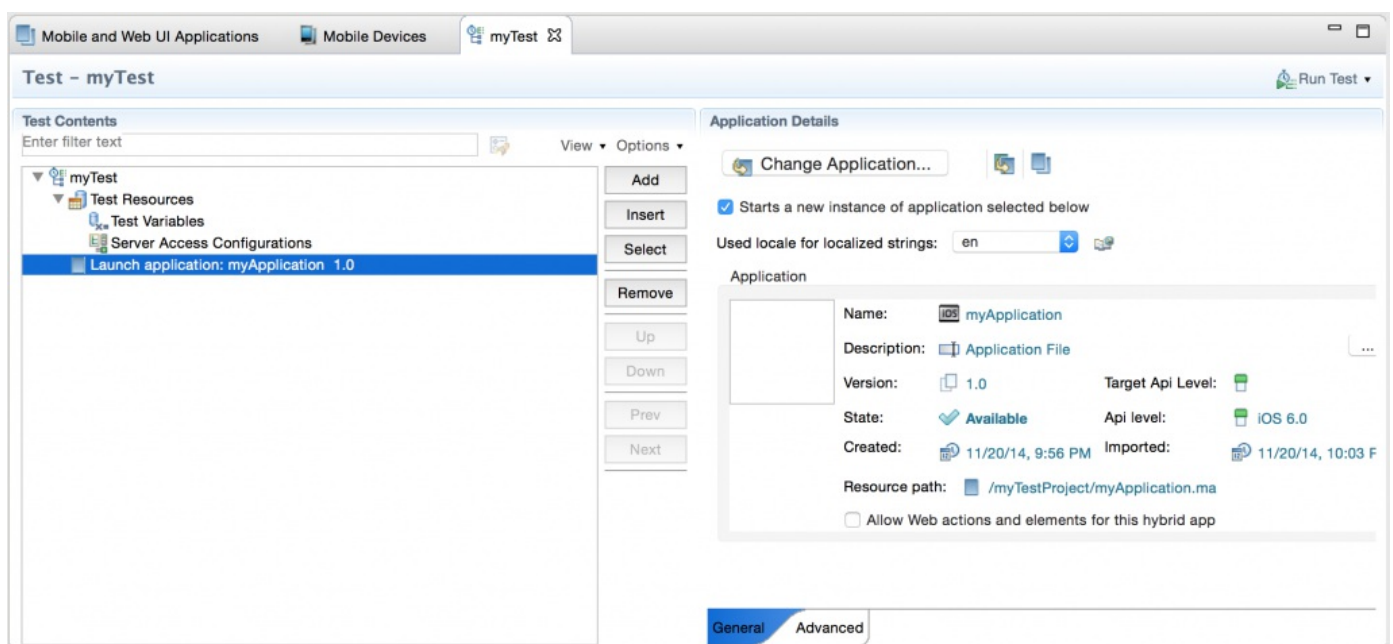 Mobile and Web UI Applications Mobile Devices myTest
Test - myTest Run Test
Test Contents
Enter filter text
View Options
myTest
Test Resources
Test Variables
Server Access Configurations
Launch application: myApplication 1.0
Add
Insert
Select
Remove
Up
Down
Prev
Next
Application Details
Change Application...
Starts a new instance of application selected below
Used locale for localized strings: en
Application
Name: iOS myApplication
Description: Application File ...
Version: 1.0 Target Api Level:
State: Available Api level: iOS 6.0
Created: 11/20/14, 9:56 PM Imported: 11/20/14, 10:03 P
Resource path: /myTestProject/myApplication.ma
Allow Web actions and elements for this hybrid app
General Advanced